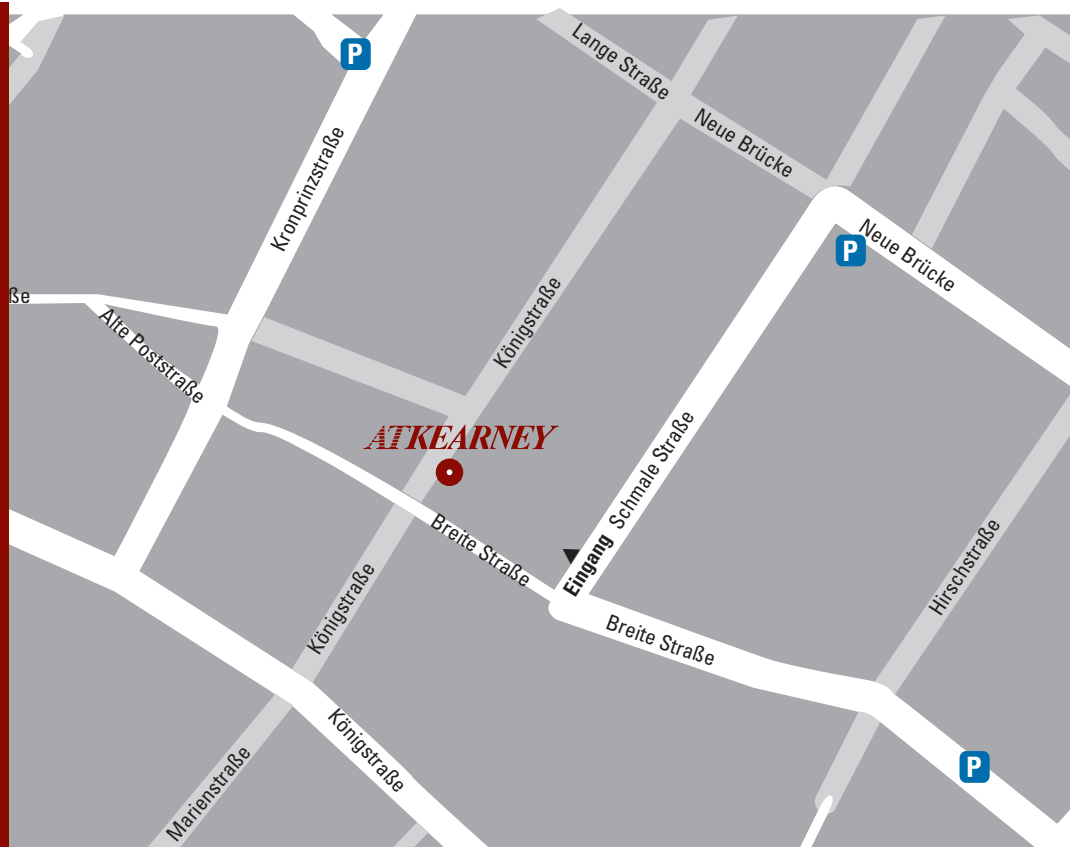 P
Lange Straße
Neue Brücke
Kronprinzstraße
P
Neue Brücke
Königstraße
ße
Alte Poststraße
ATKEARNEY
Schmale Straße
Eingang
Breite Straße
Hirschstraße
Königstraße
Breite Straße
Königstraße
Marienstraße
P